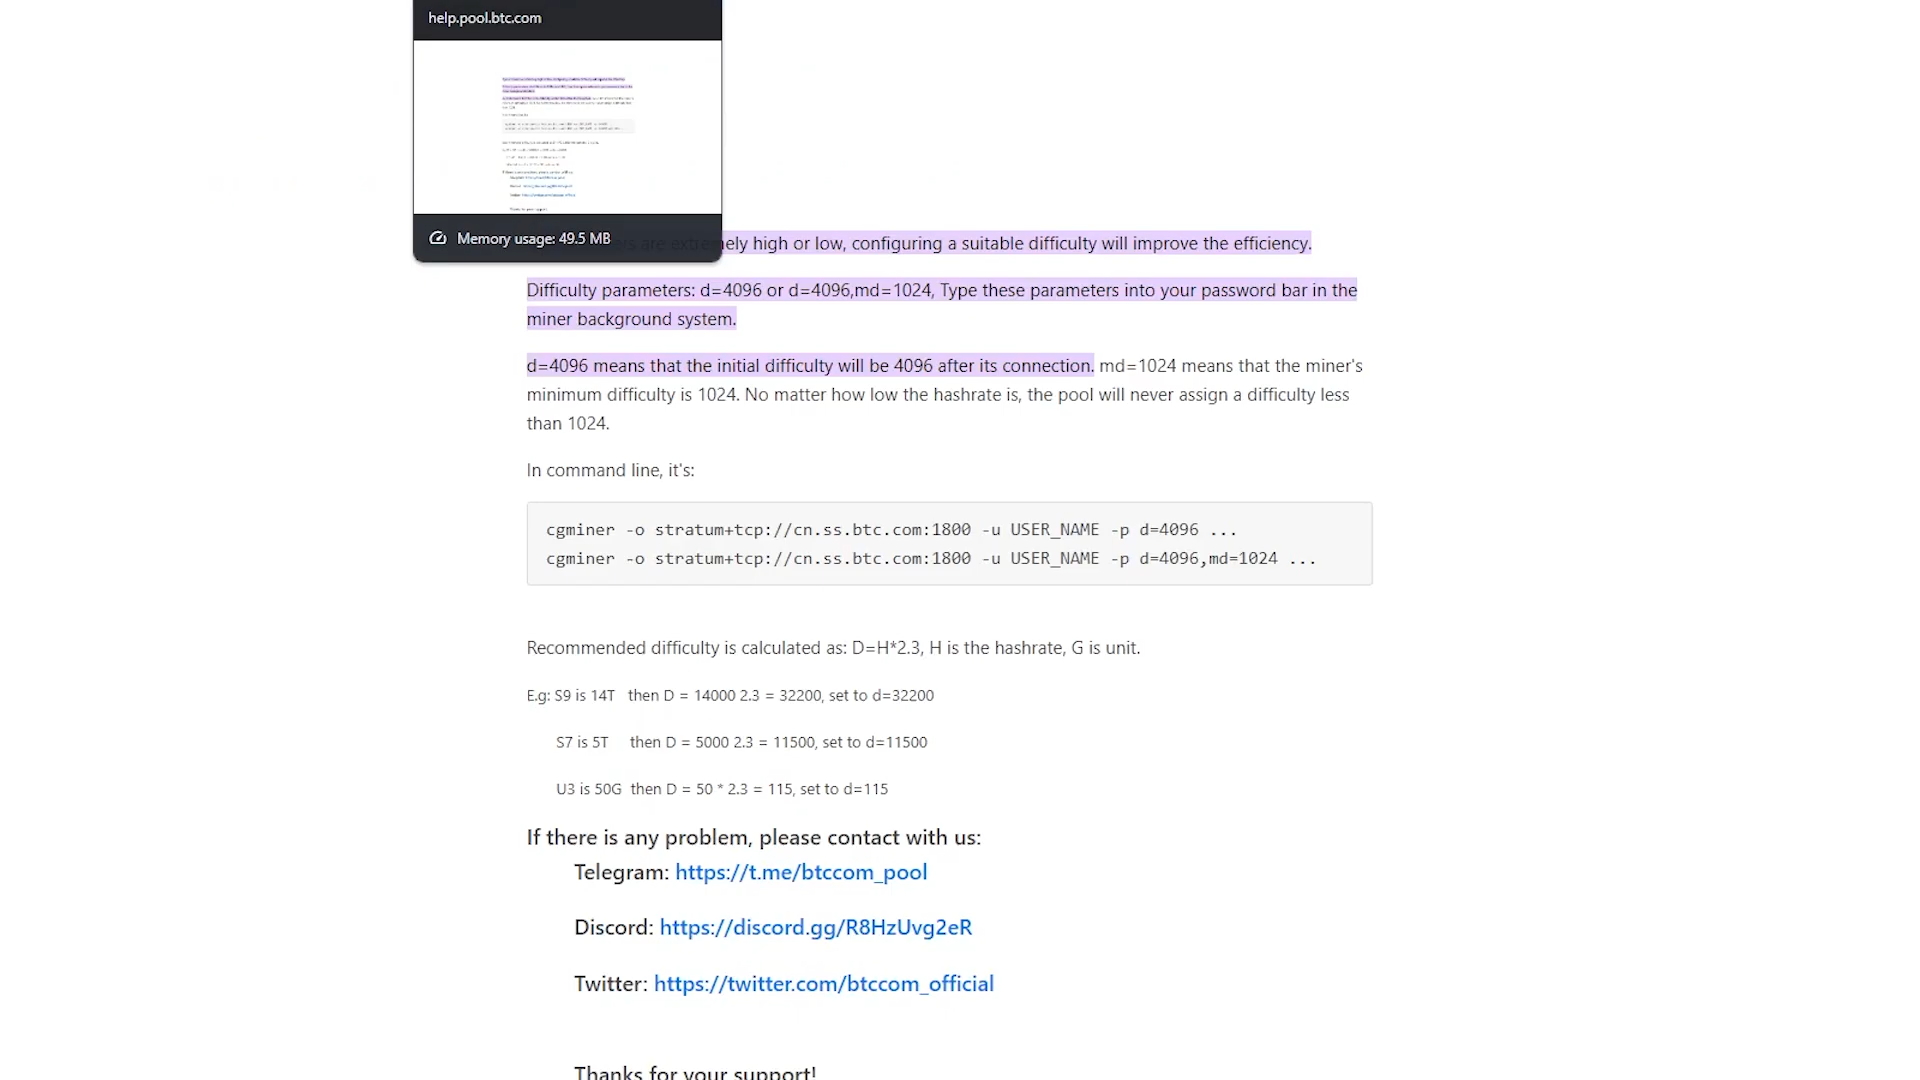 help.pool.btc.com
Memory usage: 49.5 MB
are extremely high or low, configuring a suitable difficulty will improve the efficiency.
Difficulty parameters: d=4096 or d=4096,md=1024, Type these parameters into your password bar in the
miner background system.
d=4096 means that the initial difficulty will be 4096 after its connection. md=1024 means that the miner's
minimum difficulty is 1024. No matter how low the hashrate is, the pool will never assign a difficulty less
than 1024.
In command line, it's:
cgminer -o stratum+tcp://cn.ss.btc.com:1800 -u USER_NAME -p d=4096 ...
cgminer -o stratum+tcp://cn.ss.btc.com:1800 -u USER_NAME -p d=4096,md=1024 ...
Recommended difficulty is calculated as: D=H*2.3, H is the hashrate, G is unit.
E.g: S9 is 14T then D = 14000 2.3 = 32200, set to d=32200
S7 is 5T then D = 5000 2.3 = 11500, set to d=11500
U3 is 50G then D = 50 * 2.3 = 115, set to d=115
If there is any problem, please contact with us:
Telegram: https://t.me/btccom_pool
Discord: https://discord.gg/R8HzUvg2eR
Twitter: https://twitter.com/btccom_official
Thanks for your support!